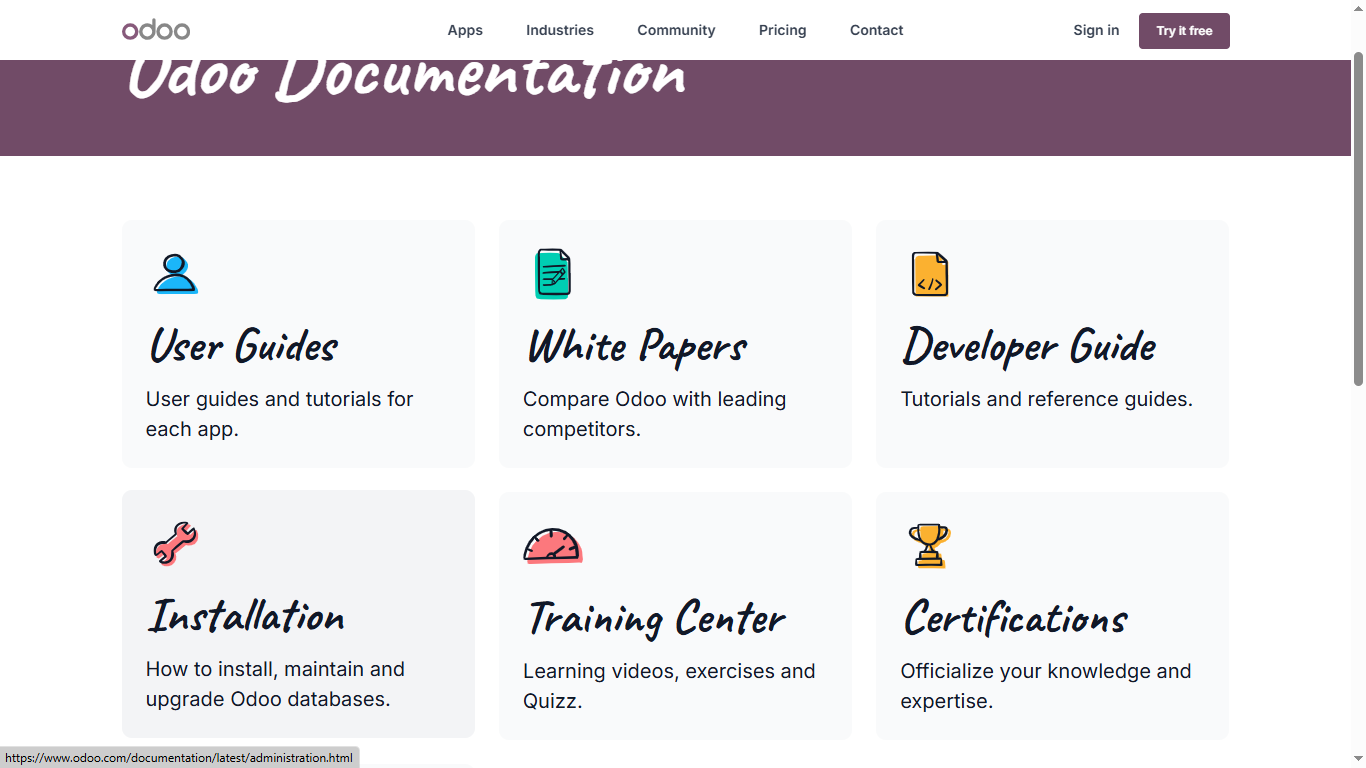 odoo
Apps Industries Community Pricing Contact Sign in Try it free
Odoo Documentation
User Guides
User guides and tutorials for
each app.
White Papers
Compare Odoo with leading
competitors.
</>
Developer Guide
Tutorials and reference guides.
Installation
How to install, maintain and
upgrade Odoo databases.
Training Center
Learning videos, exercises and
Quizz.
Certifications
Officialize your knowledge and
expertise.
https://www.odoo.com/documentation/latest/administration.html